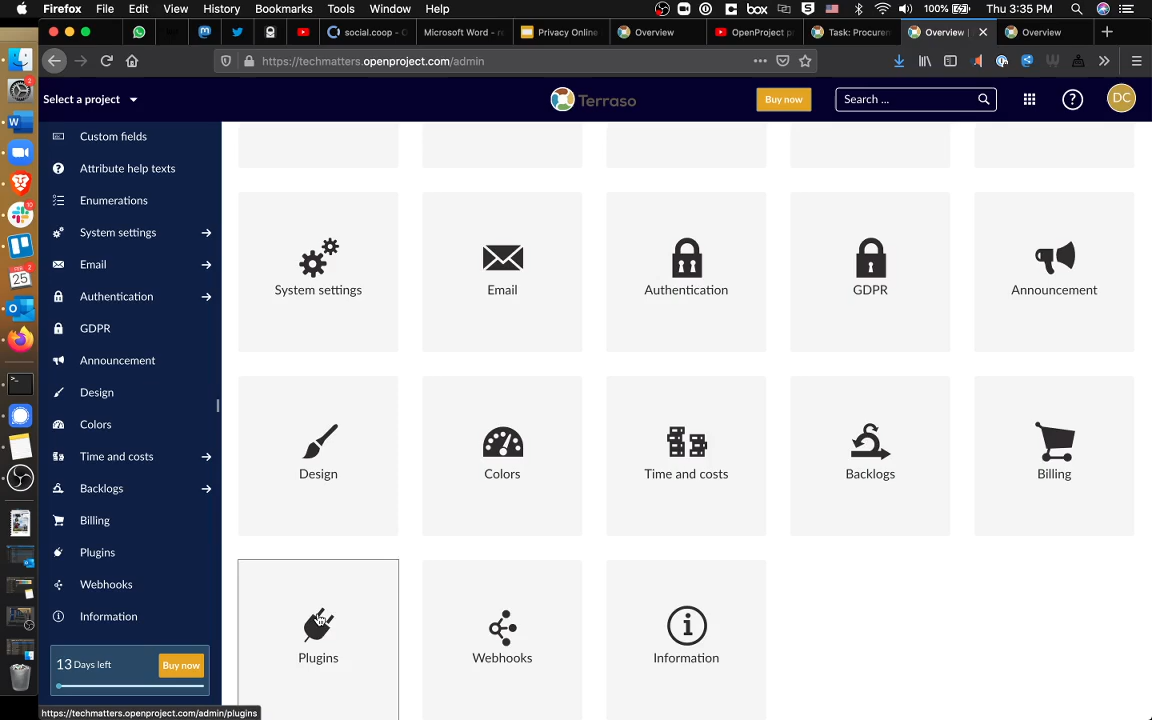 Firefox File Edit View History Bookmarks Tools Window Help
box 100% Thu 3:35 PM
social.coop - Microsoft Word - r Privacy Online Overview OpenProject p Task: Procure Overview | Overview
https://techmatters.openproject.com/admin
Select a project Terraso Buy now Search ... DC
Custom fields
Attribute help texts
Enumerations
System settings
Email
Authentication
GDPR
Announcement
Design
Colors
Time and costs
Backlogs
Billing
Plugins
Webhooks
Information
13 Days left Buy now
System settings Email Authentication GDPR Announcement
Design Colors Time and costs Backlogs Billing
Plugins Webhooks Information
https://techmatters.openproject.com/admin/plugins